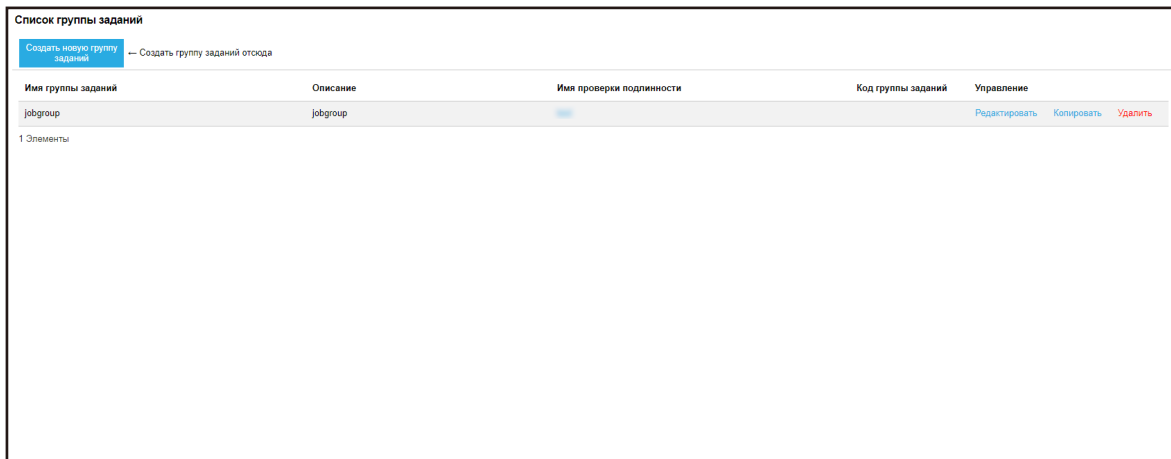 Список группы заданий
Создать новую группу
заданий
← Создать группу заданий отсюда
Имя группы заданий Описание Имя проверки подлинности Код группы заданий Управление
jobgroup jobgroup Редактировать Копировать Удалить
1 Элементы